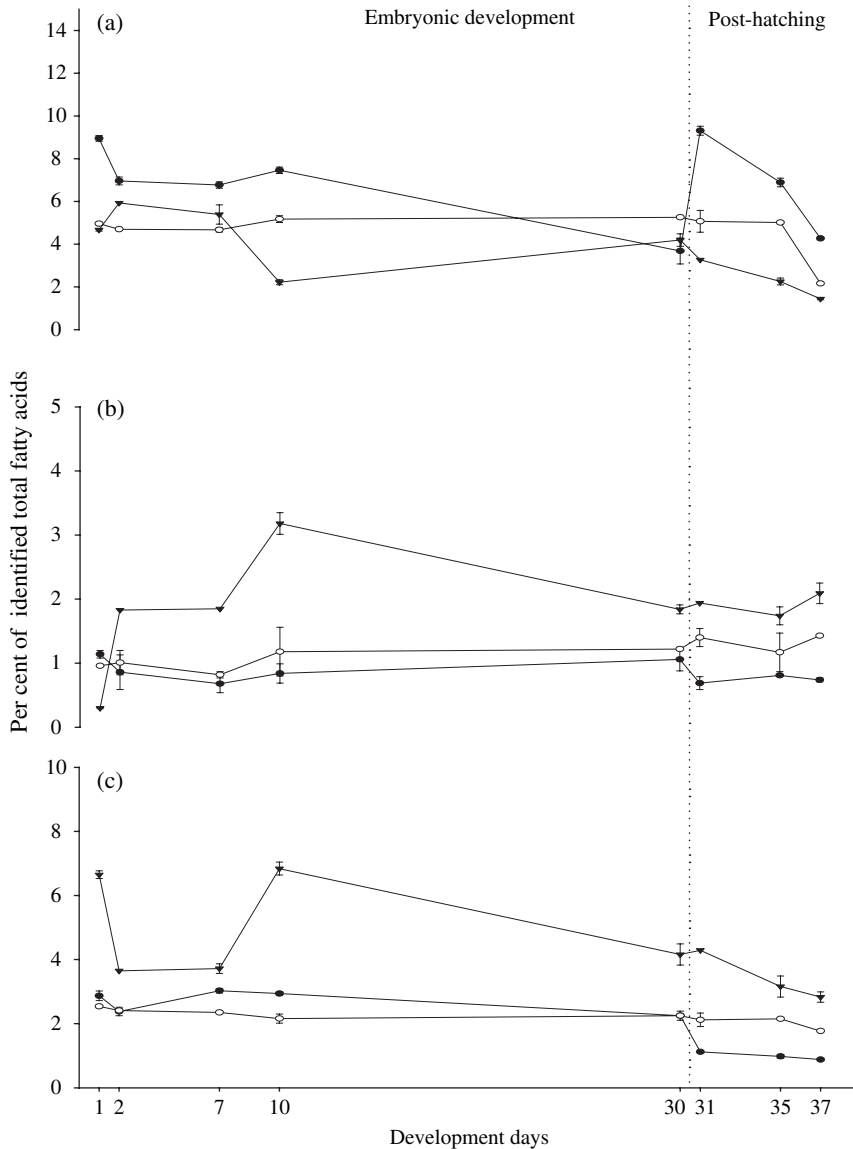 Embryonic development
Post-hatching
(a)
14
12
10
8
6
4
2
0
Per cent of identified total fatty acids
(b)
5
4
3
2
1
0
(c)
10
8
6
4
2
0
1 2 7 10 30 31 35 37
Development days